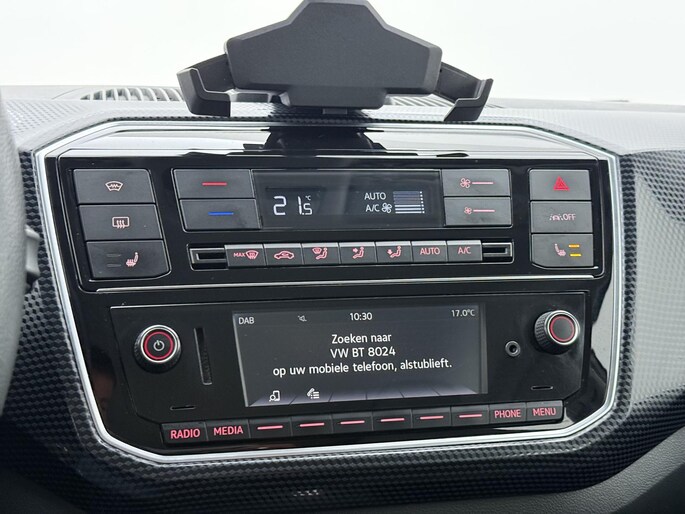 21.5 °C
AUTO
A/C
OFF
MAX
AUTO
A/C
DAB
10:30
17.0°C
Zoeken naar
VW BT 8024
op uw mobiele telefoon, alstublieft.
RADIO
MEDIA
PHONE
MENU